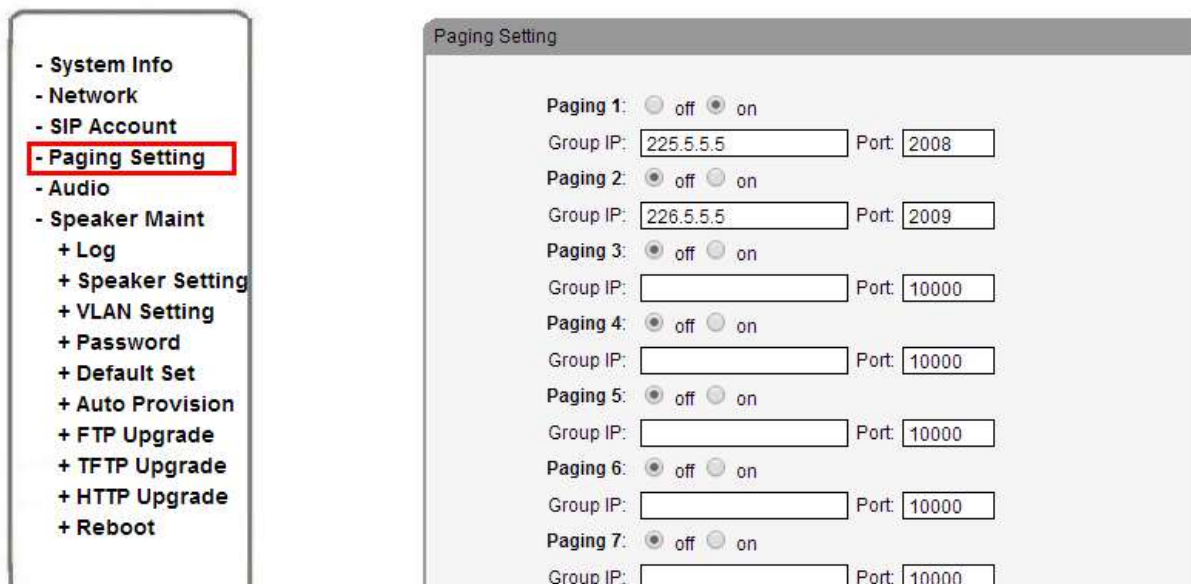 - System Info
- Network
- SIP Account
- Paging Setting
- Audio
- Speaker Maint
+ Log
+ Speaker Setting
+ VLAN Setting
+ Password
+ Default Set
+ Auto Provision
+ FTP Upgrade
+ TFTP Upgrade
+ HTTP Upgrade
+ Reboot
Paging Setting
Paging 1: off on
Group IP: 225.5.5.5 Port: 2008
Paging 2: off on
Group IP: 226.5.5.5 Port: 2009
Paging 3: off on
Group IP: Port: 10000
Paging 4: off on
Group IP: Port: 10000
Paging 5: off on
Group IP: Port: 10000
Paging 6: off on
Group IP: Port: 10000
Paging 7: off on
Group IP: Port: 10000